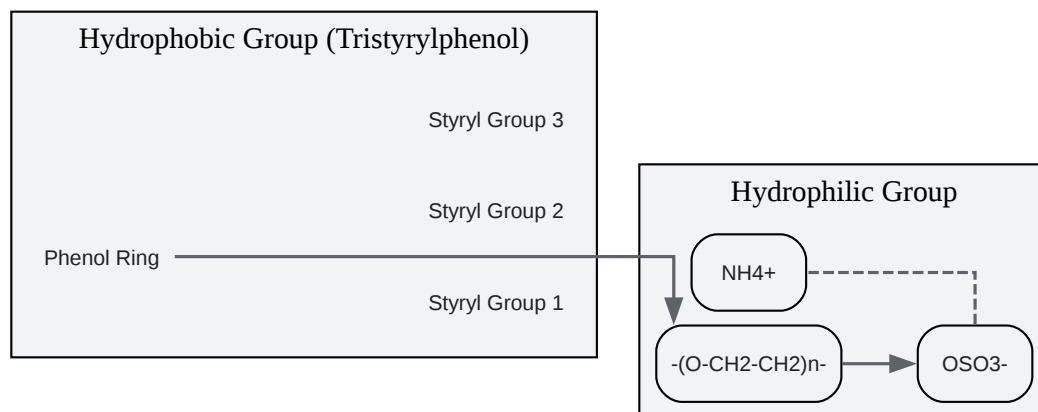 Hydrophobic Group (Tristyrylphenol)
Styryl Group 3
Styryl Group 2
Phenol Ring
Styryl Group 1
Hydrophilic Group
NH4+
-(O-CH2-CH2)n-
OSO3-